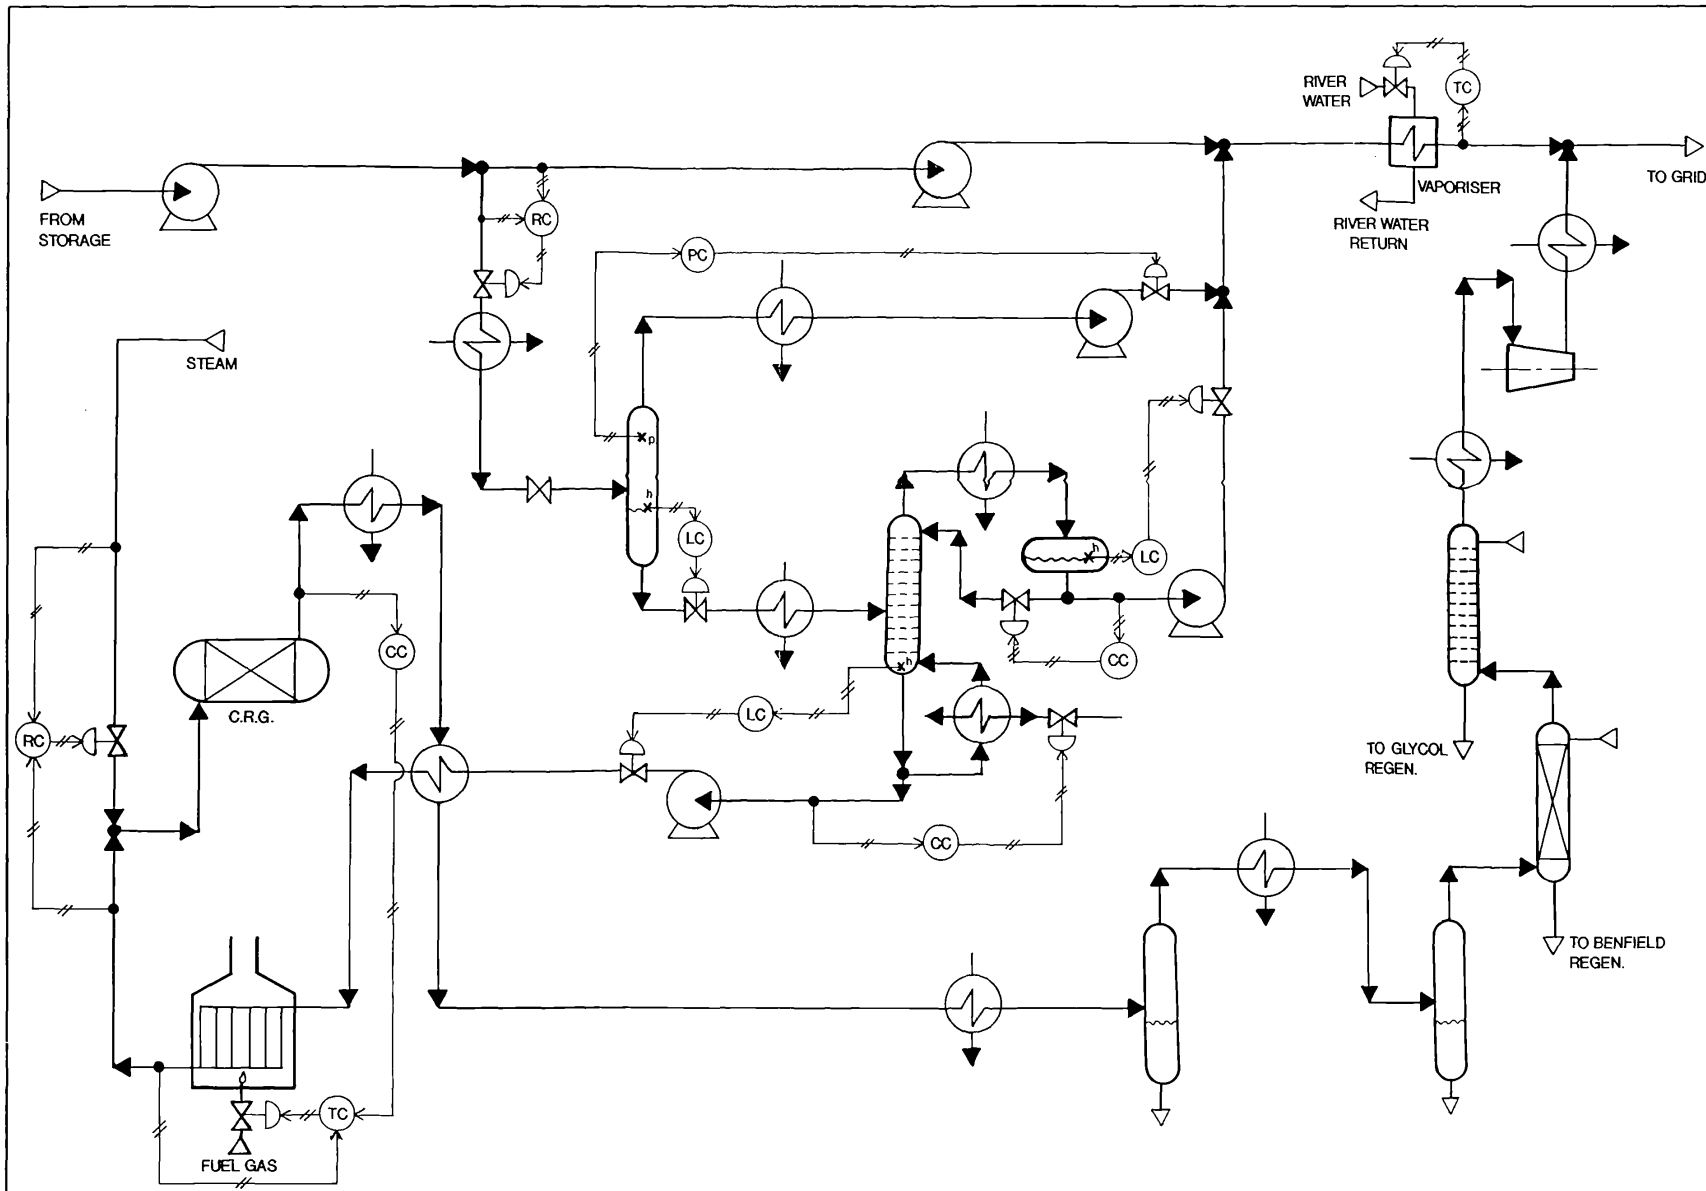 RIVER
WATER
TC
VAPORISER
TO GRID
RIVER WATER
RETURN
FROM
STORAGE
RC
PC
STEAM
p
h
LC
h
LC
CC
C.R.G.
CC
h
LC
RC
CC
TO GLYCOL
REGEN.
TO BENFIELD
REGEN.
TC
FUEL GAS